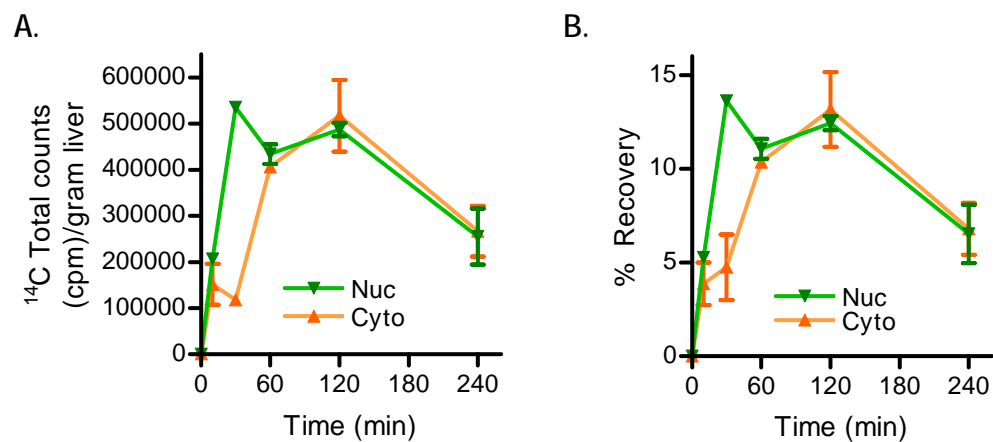 A.
¹⁴C Total counts
(cpm)/gram liver
600000
500000
400000
300000
200000
100000
0
0 60 120 180 240
Time (min)
Nuc
Cyto
B.
% Recovery
15
10
5
0
0 60 120 180 240
Time (min)
Nuc
Cyto